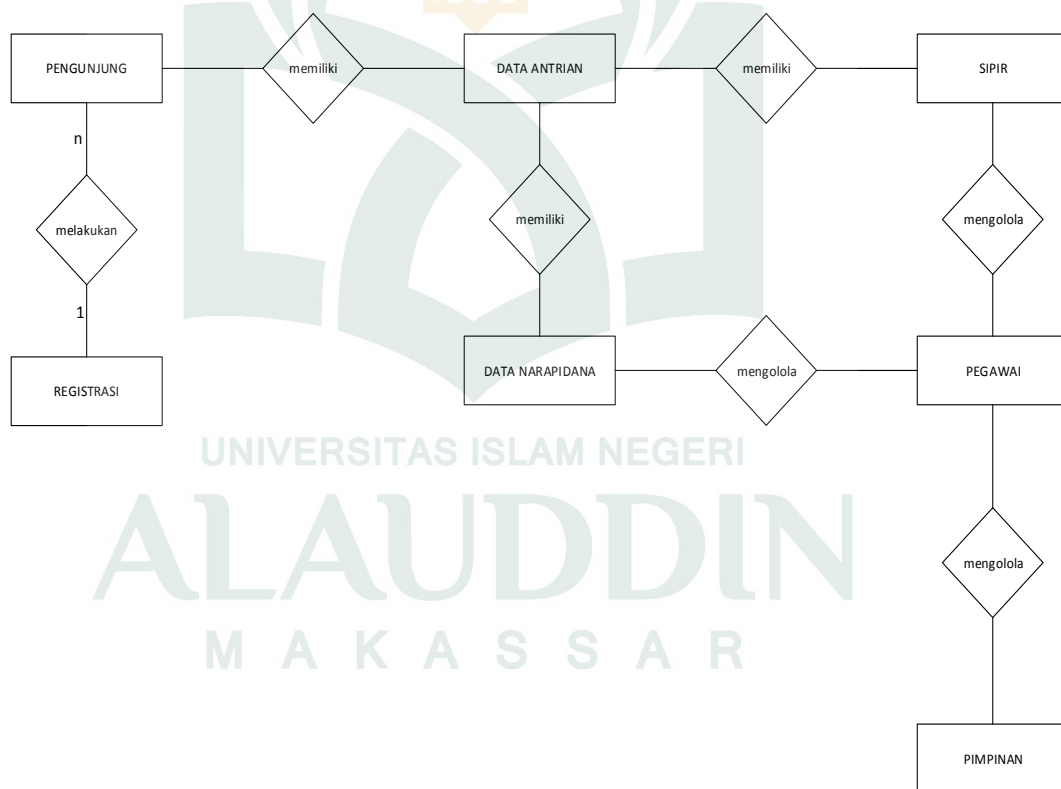 PENGUNJUNG
memiliki
DATA ANTRIAN
memiliki
SIPIR
n
melakukan
memiliki
mengolola
1
REGISTRASI
DATA NARAPIDANA
mengolola
PEGAWAI
UNIVERSITAS ISLAM NEGERI
ALAUDDIN
MAKASSAR
mengolola
PIMPINAN